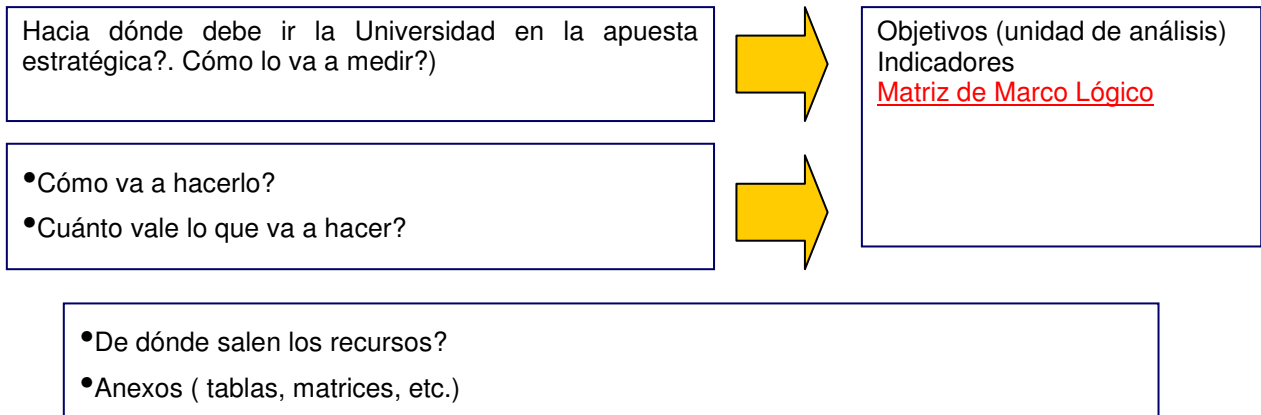 Hacia dónde debe ir la Universidad en la apuesta
estratégica?. Cómo lo va a medir?)
Objetivos (unidad de análisis)
Indicadores
Matriz de Marco Lógico
•Cómo va a hacerlo?
•Cuánto vale lo que va a hacer?
•De dónde salen los recursos?
•Anexos ( tablas, matrices, etc.)